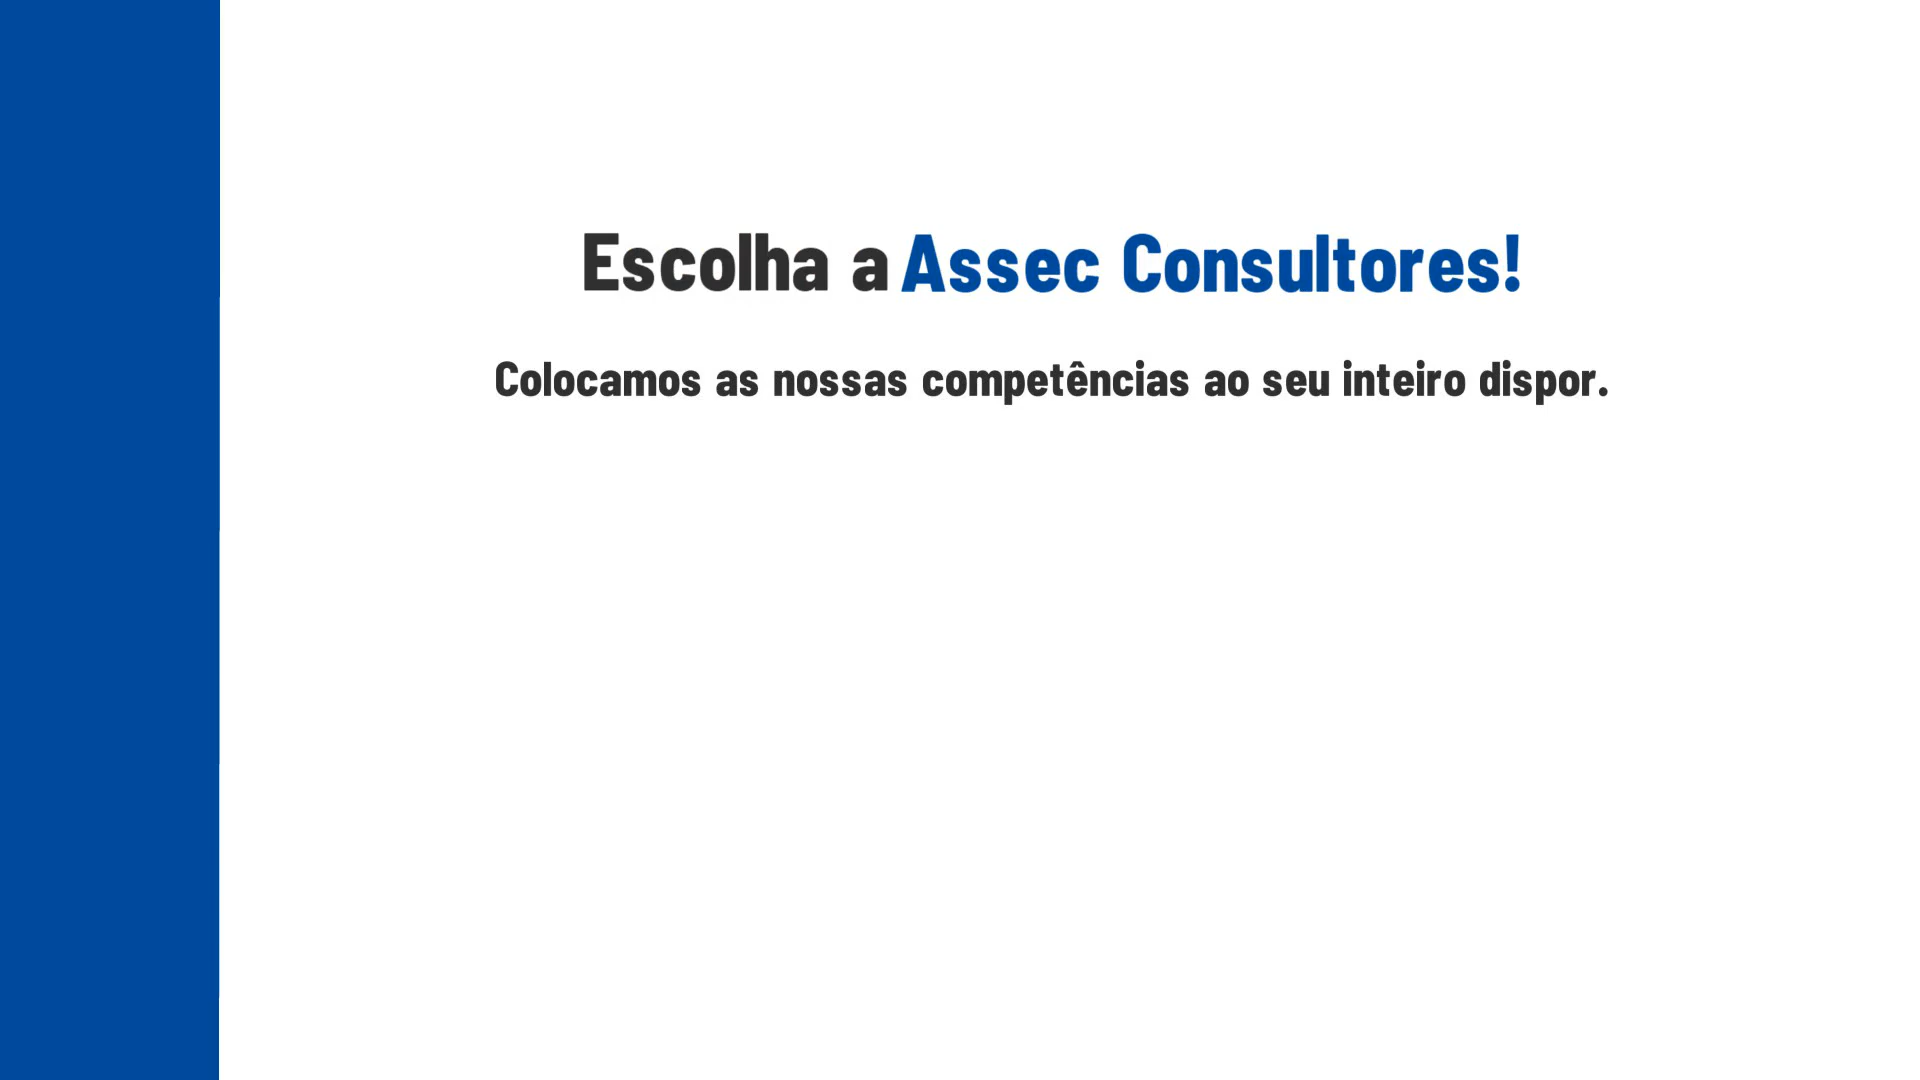 Escolha a Assec Consultores!
Colocamos as nossas competências ao seu inteiro dispor.